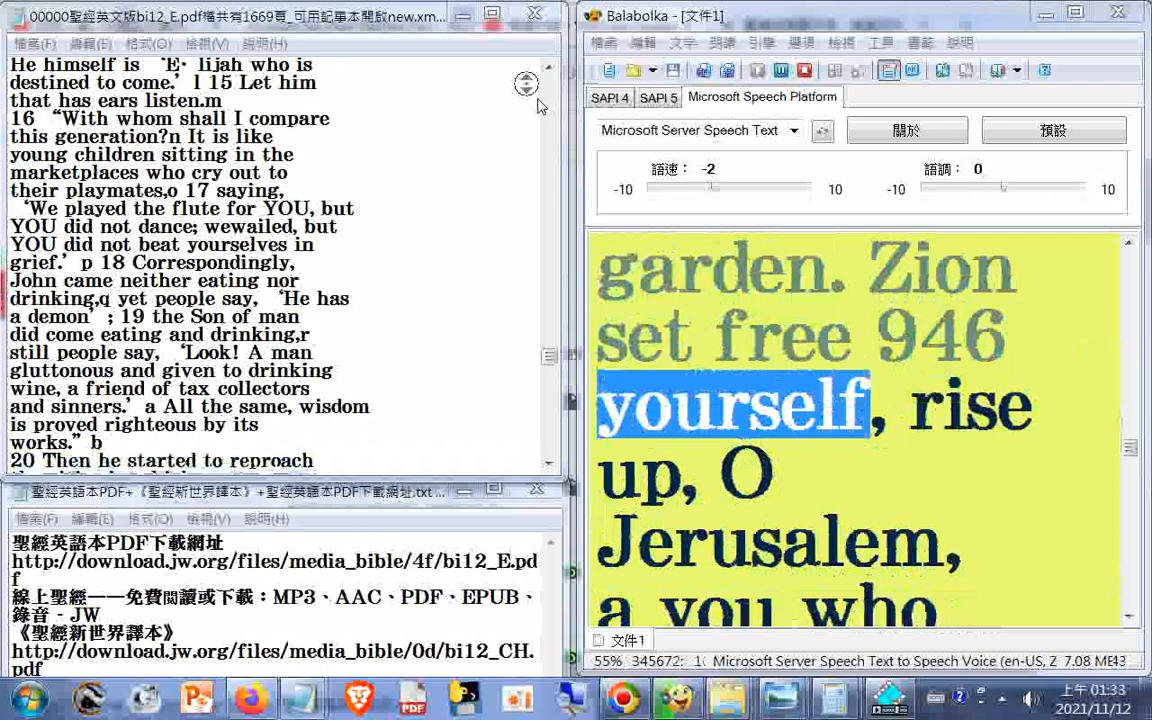 00000聖經英文版bi12_E.pdf檔共有1669頁_可用記事本開啟new.xm...
檔案(F) 編輯(E) 格式(O) 檢視(V) 說明(H)
He himself is ‘E· lijah who is
destined to come.’ l 15 Let him
that has ears listen.m
16 “With whom shall I compare
this generation?n It is like
young children sitting in the
marketplaces who cry out to
their playmates,o 17 saying,
‘We played the flute for YOU, but
YOU did not dance; wewailed, but
YOU did not beat yourselves in
grief.’ p 18 Correspondingly,
John came neither eating nor
drinking,q yet people say, ‘He has
a demon’ ; 19 the Son of man
did come eating and drinking,r
still people say, ‘Look! A man
gluttonous and given to drinking
wine, a friend of tax collectors
and sinners.’ a All the same, wisdom
is proved righteous by its
works.” b
20 Then he started to reproach
聖經英語本PDF+《聖經新世界譯本》+聖經英語本PDF下載網址.txt ...
檔案(F) 編輯(E) 格式(O) 檢視(V) 說明(H)
聖經英語本PDF下載網址
http://download.jw.org/files/media_bible/4f/bi12_E.pd
f
線上聖經——免費閱讀或下載：MP3、AAC、PDF、EPUB、
錄音 - JW
《聖經新世界譯本》
http://download.jw.org/files/media_bible/0d/bi12_CH.
pdf
Balabolka - [文件1]
檔案 編輯 文字 朗讀 引擎 選項 檢視 工具 書籤 說明
SAPI 4 SAPI 5 Microsoft Speech Platform
Microsoft Server Speech Text 關於 預設
語速： -2 語調： 0
-10 10 -10 10
garden. Zion
set free 946
yourself, rise
up, O
Jerusalem,
a you who
文件1
55% 345672: Microsoft Server Speech Text to Speech Voice (en-US, Z 7.08 ME
PDF
上午 01:33
2021/11/12